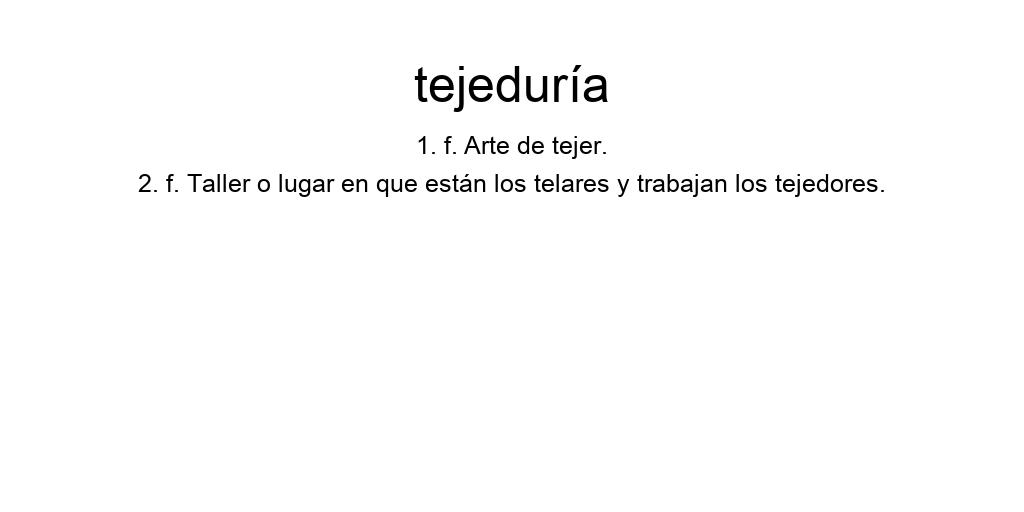 tejeduría
1. f. Arte de tejer.
2. f. Taller o lugar en que están los telares y trabajan los tejedores.